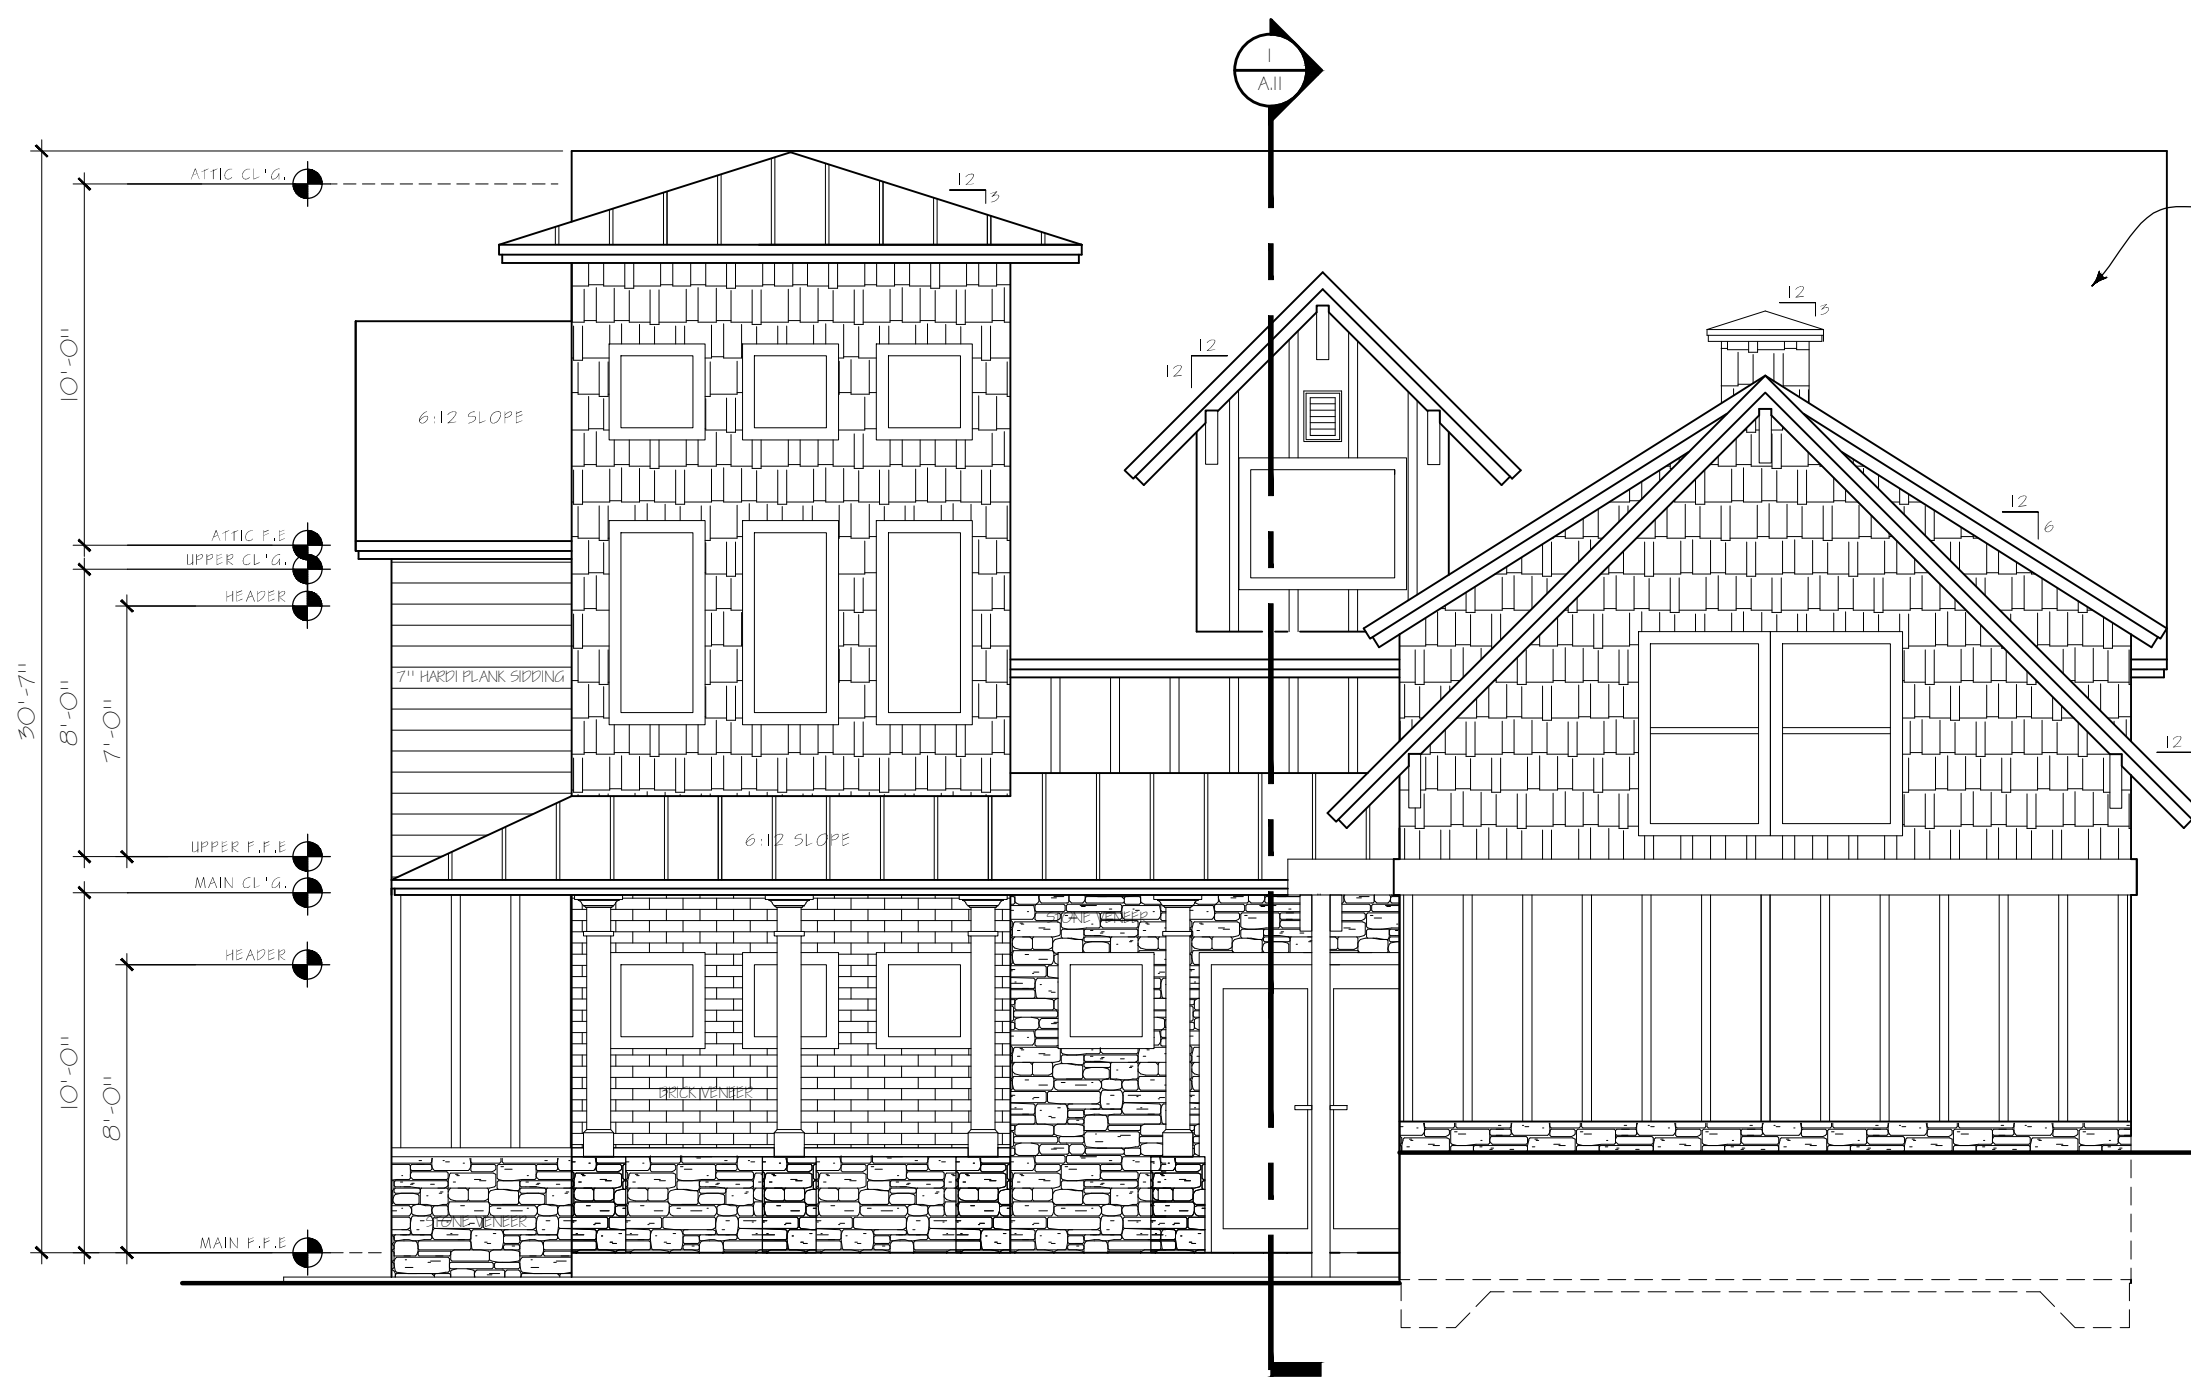 1
A.11
ATTIC CL'G.
12
3
12
3
12
12
10'-0"
6:12 SLOPE
12
6
ATTIC F.F.E
UPPER CL'G.
HEADER
30'-7"
8'-0"
7'-0"
7" HARDI PLANK SIDDING
12
6:12 SLOPE
UPPER F.F.E
MAIN CL'G.
STONE VENEER
HEADER
10'-0"
8'-0"
BRICK VENEER
STONE VENEER
MAIN F.F.E